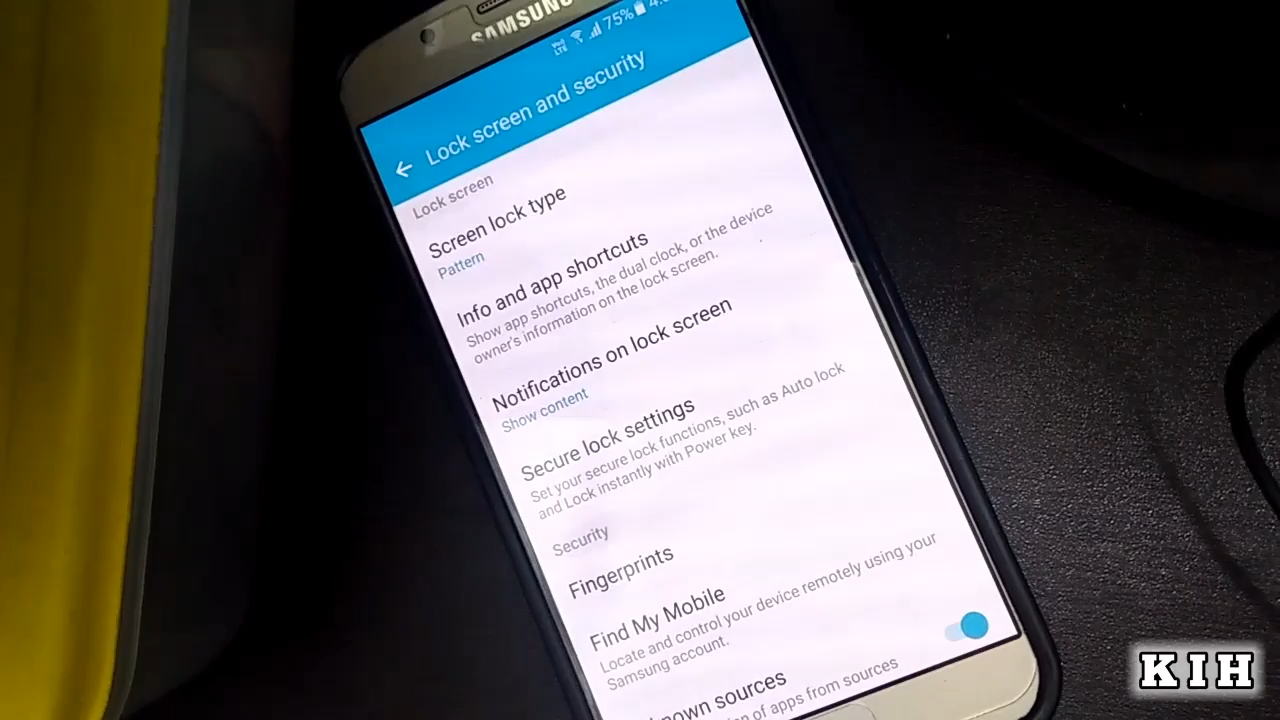 SAMSUNG
VoLTE 75% 4:
Lock screen and security
Lock screen
Screen lock type
Pattern
Info and app shortcuts
Show app shortcuts, the dual clock, or the device
owner's information on the lock screen.
Notifications on lock screen
Show content
Secure lock settings
Set your secure lock functions, such as Auto lock
and Lock instantly with Power key.
Security
Fingerprints
Find My Mobile
Locate and control your device remotely using your
Samsung account.
known sources
on of apps from sources
KIH